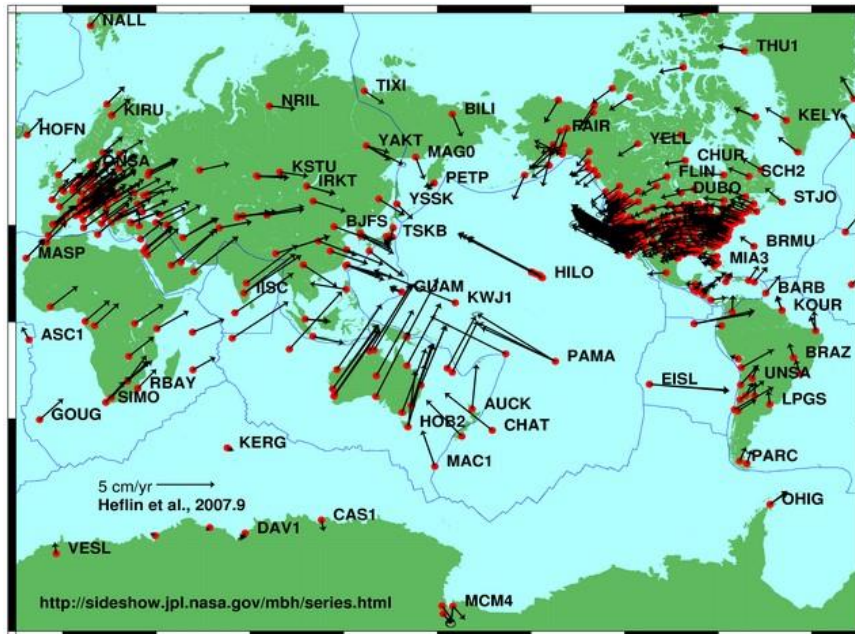 NALL
THU1
TIXI
NRIL
BILI
KIRU
KELY
HOFN
FAIR
YAKT
YELL
ONSA
MAG0
CHUR
KSTU
SCH2
IRKT
PETP
FLIN
YSSK
DUBO
STJO
BJFS
TSKB
MASP
BRMU
MIA3
HILO
IISC
GUAM
BARB
KWJ1
KOUR
ASC1
PAMA
BRAZ
UNSA
RBAY
EISL
SIMO
LPGS
AUCK
GOUG
HOB2
CHAT
KERG
PARC
MAC1
5 cm/yr
Heflin et al., 2007.9
OHIG
CAS1
DAV1
VESL
http://sideshow.jpl.nasa.gov/mbh/series.html
MCM4